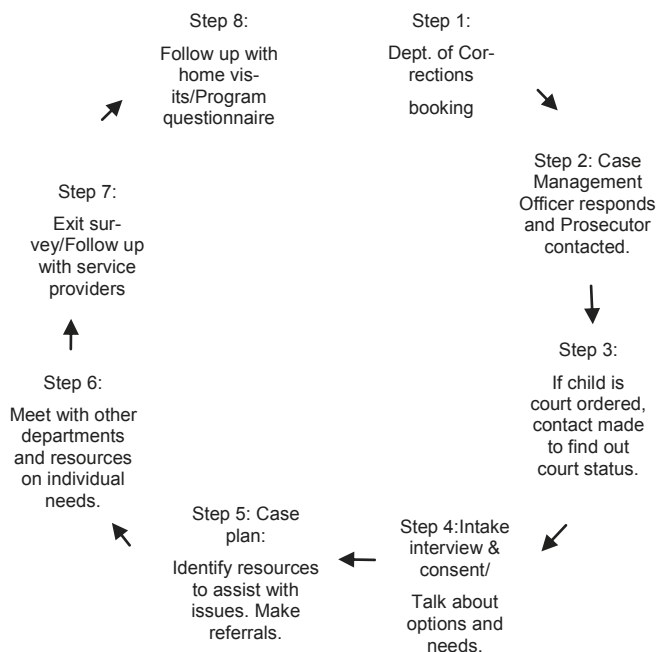 Step 1:
Dept. of Cor-
rections
booking
Step 2: Case
Management
Officer responds
and Prosecutor
contacted.
Step 3:
If child is
court ordered,
contact made
to find out
court status.
Step 4:Intake
interview &
consent/
Talk about
options and
needs.
Step 5: Case
plan:
Identify resources
to assist with
issues. Make
referrals.
Step 6:
Meet with other
departments
and resources
on individual
needs.
Step 7:
Exit sur-
vey/Follow up
with service
providers
Step 8:
Follow up with
home vis-
its/Program
questionnaire